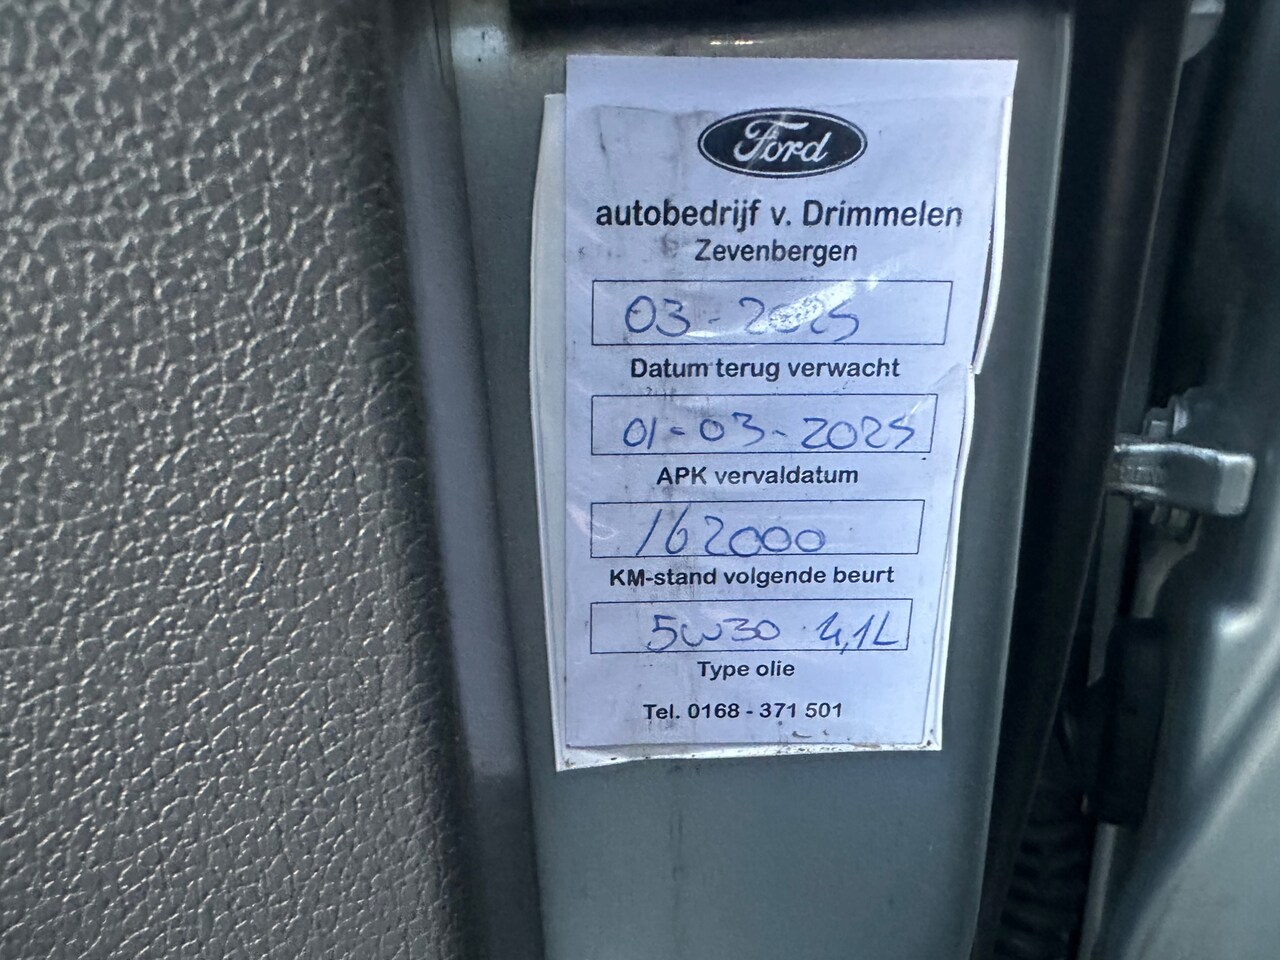 Ford
autobedrijf v. Drimmelen
Zevenbergen
03-2025
Datum terug verwacht
01-03-2025
APK vervaldatum
162000
KM-stand volgende beurt
5W30 4,1L
Type olie
Tel. 0168 - 371 501